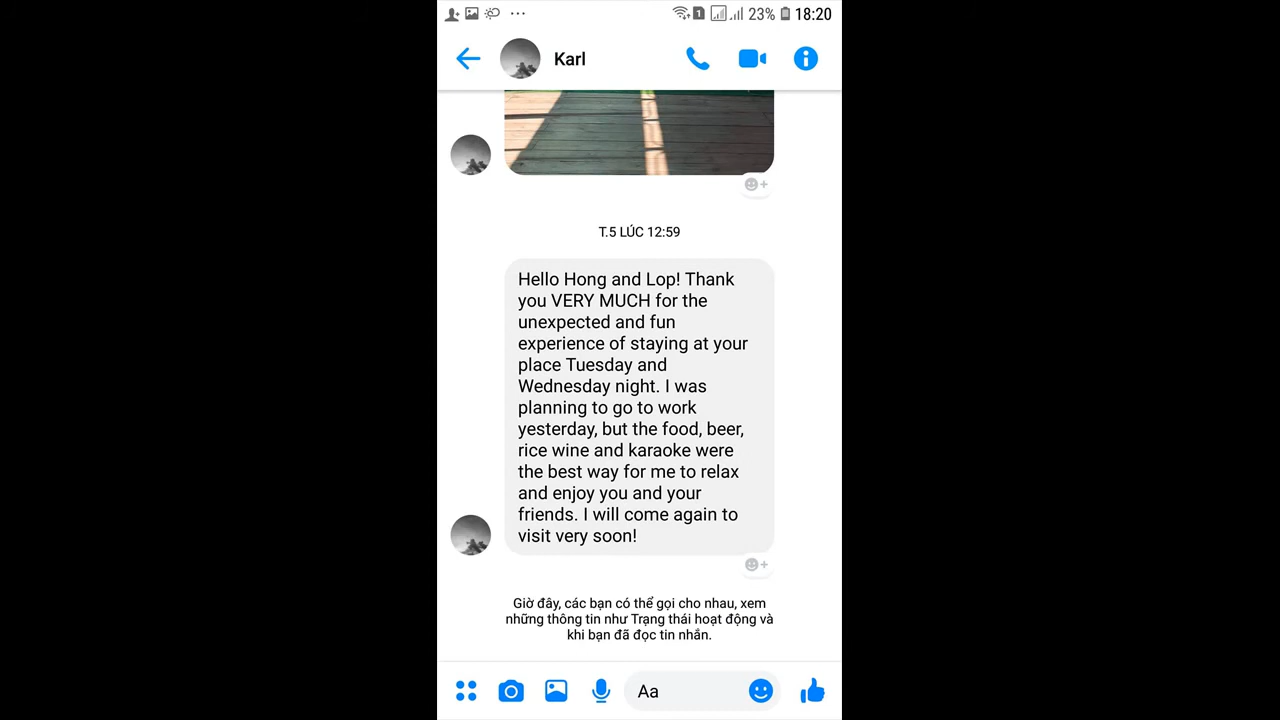 1 23% 18:20
Karl
T.5 LÚC 12:59
Hello Hong and Lop! Thank
you VERY MUCH for the
unexpected and fun
experience of staying at your
place Tuesday and
Wednesday night. I was
planning to go to work
yesterday, but the food, beer,
rice wine and karaoke were
the best way for me to relax
and enjoy you and your
friends. I will come again to
visit very soon!
Giờ đây, các bạn có thể gọi cho nhau, xem
những thông tin như Trạng thái hoạt động và
khi bạn đã đọc tin nhắn.
Aa